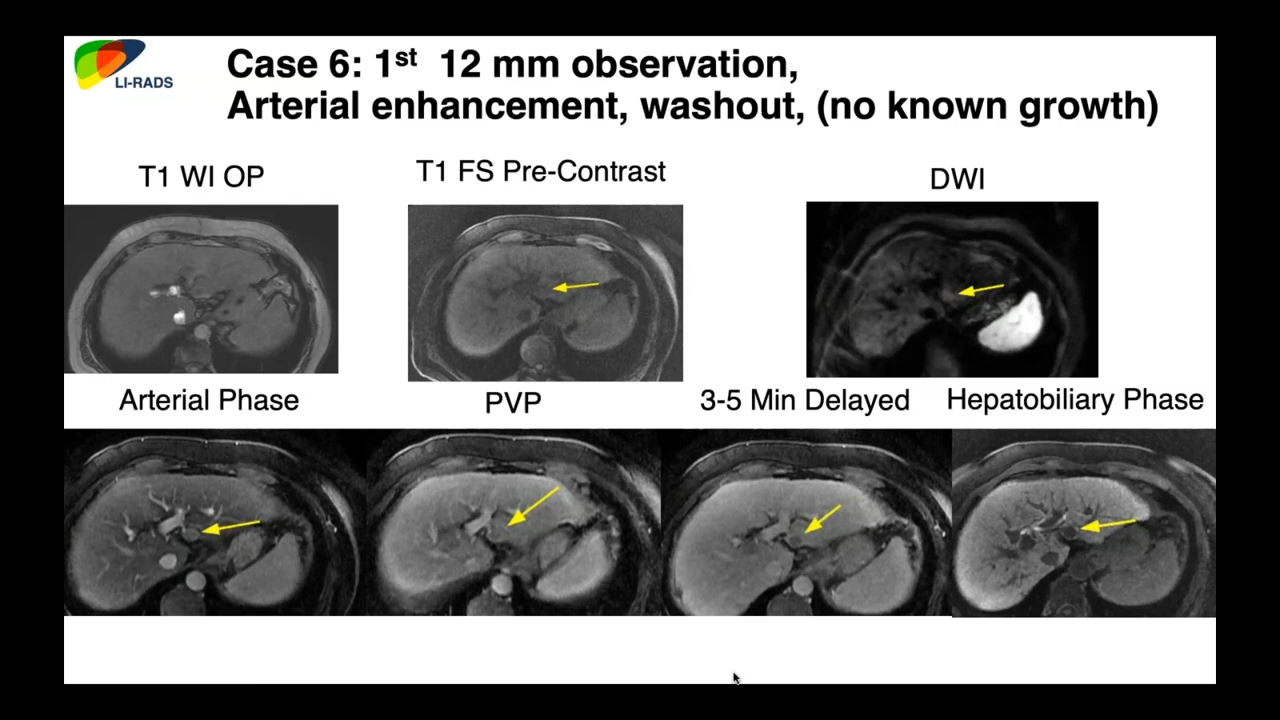 LI-RADS
Case 6: 1st 12 mm observation,
Arterial enhancement, washout, (no known growth)
T1 WI OP
T1 FS Pre-Contrast
DWI
Arterial Phase
PVP
3-5 Min Delayed
Hepatobiliary Phase